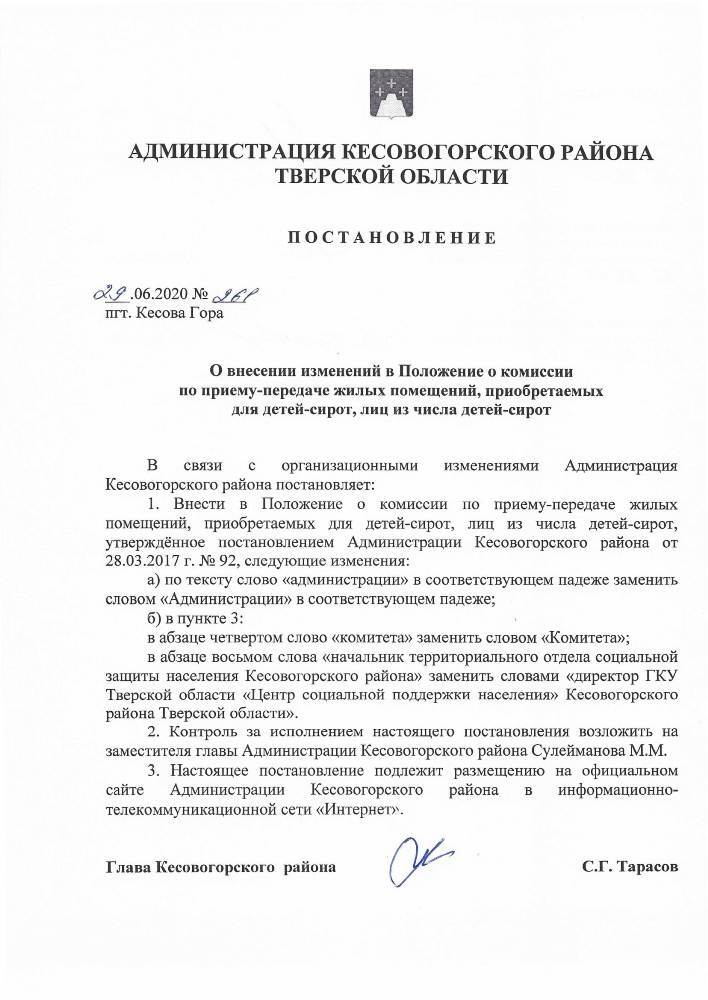 АДМИНИСТРАЦИЯ КЕСОВОГОРСКОГО РАЙОНА
ТВЕРСКОЙ ОБЛАСТИ
ПОСТАНОВЛЕНИЕ
29.06.2020 № 261
пгт. Кесова Гора
О внесении изменений в Положение о комиссии
по приему-передаче жилых помещений, приобретаемых
для детей-сирот, лиц из числа детей-сирот
В связи с организационными изменениями Администрация
Кесовогорского района постановляет:
1. Внести в Положение о комиссии по приему-передаче жилых
помещений, приобретаемых для детей-сирот, лиц из числа детей-сирот,
утверждённое постановлением Администрации Кесовогорского района от
28.03.2017 г. № 92, следующие изменения:
а) по тексту слово «администрации» в соответствующем падеже заменить
словом «Администрации» в соответствующем падеже;
б) в пункте 3:
в абзаце четвертом слово «комитета» заменить словом «Комитета»;
в абзаце восьмом слова «начальник территориального отдела социальной
защиты населения Кесовогорского района» заменить словами «директор ГКУ
Тверской области «Центр социальной поддержки населения» Кесовогорского
района Тверской области».
2. Контроль за исполнением настоящего постановления возложить на
заместителя главы Администрации Кесовогорского района Сулейманова М.М.
3. Настоящее постановление подлежит размещению на официальном
сайте Администрации Кесовогорского района в информационно-
телекоммуникационной сети «Интернет».
Глава Кесовогорского района С.Г. Тарасов